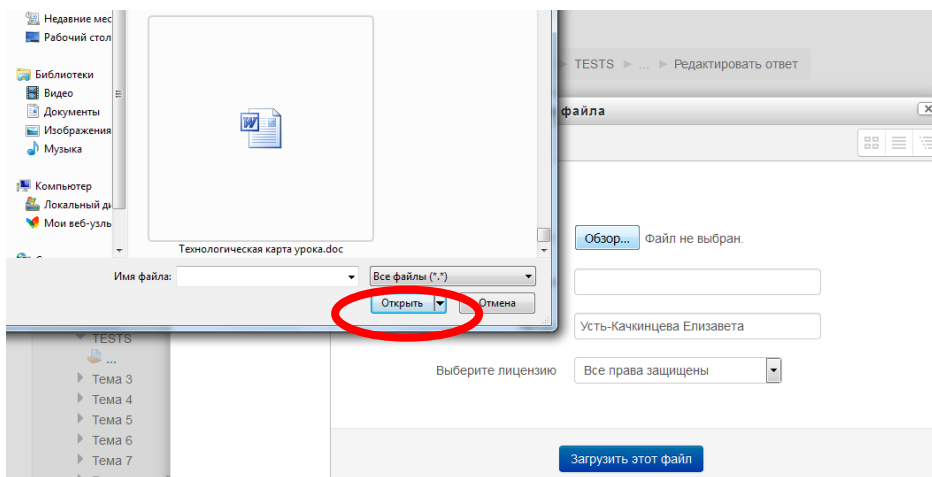 Недавние мес
Рабочий стол
Библиотеки
Видео
Документы
Изображения
Музыка
Компьютер
Локальный ди
Мои веб-узль
Технологическая карта урока.doc
Имя файла:
Все файлы (*.*)
Открыть
Отмена
TESTS
...
Редактировать ответ
файла
Обзор...
Файл не выбран.
Усть-Качкинцева Елизавета
Выберите лицензию
Все права защищены
Загрузить этот файл
TESTS
...
Тема 3
Тема 4
Тема 5
Тема 6
Тема 7